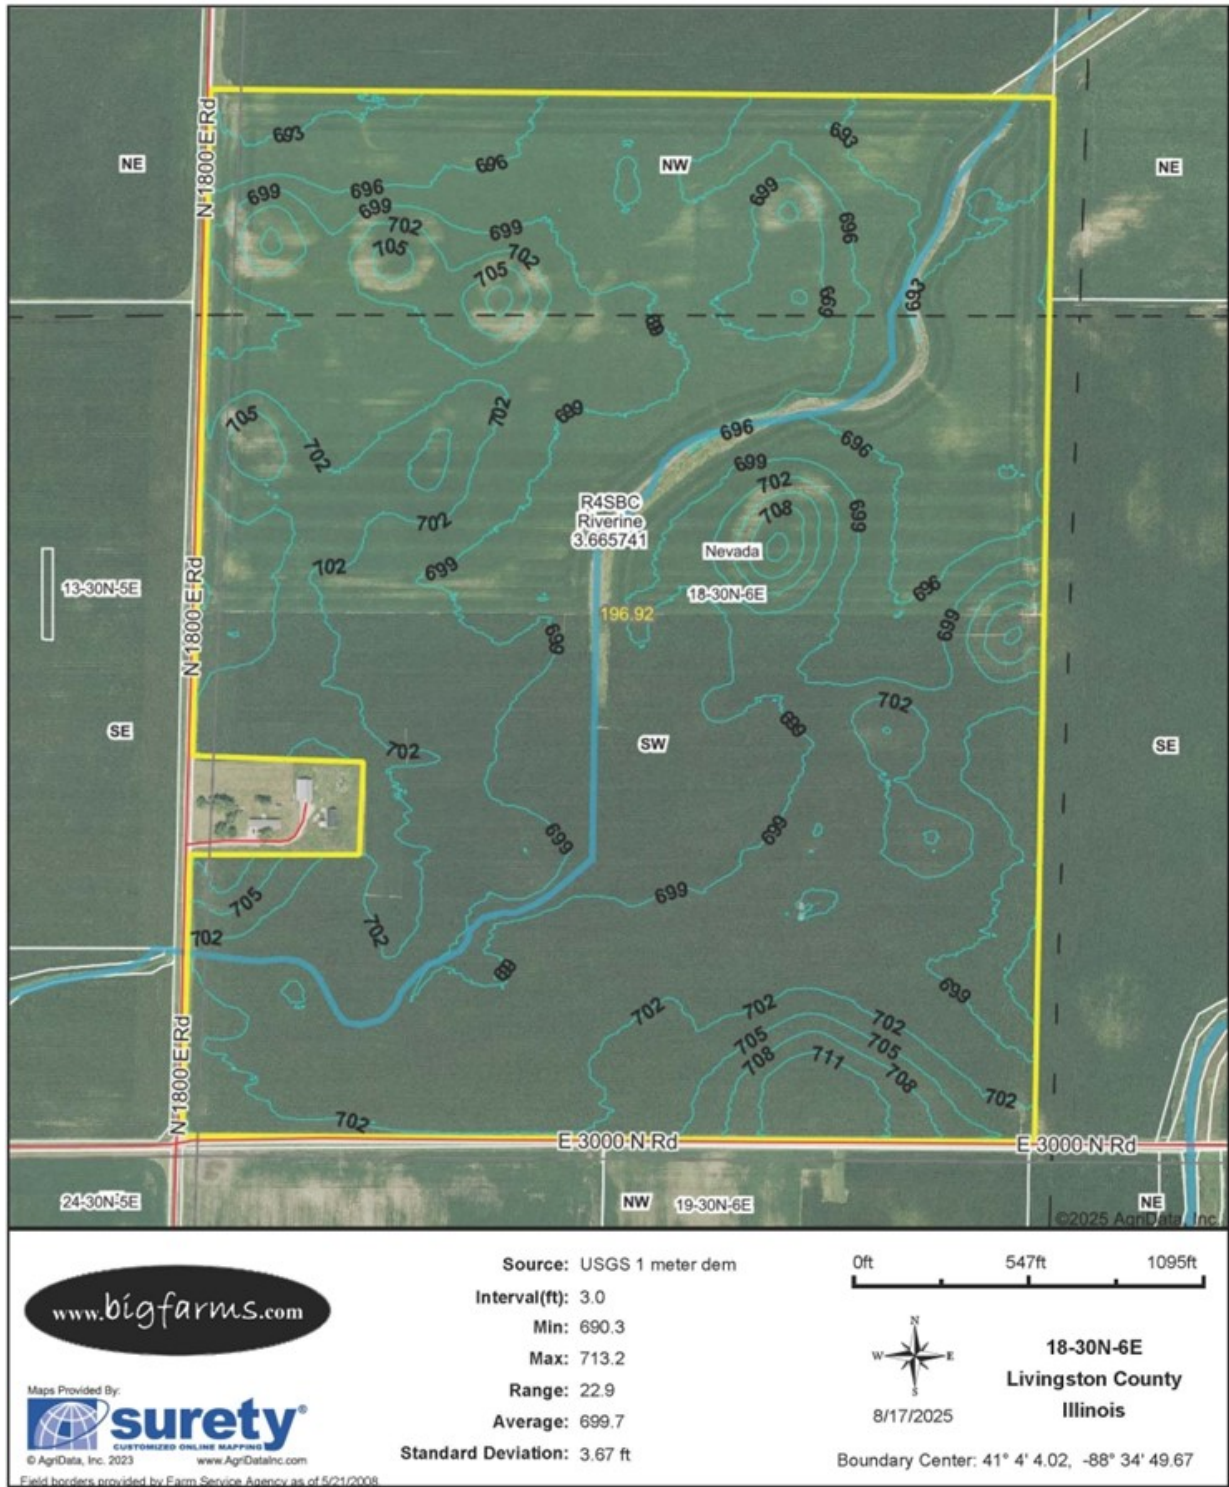 693
693
N 1800 E Rd
NE
696
NW
NE
696
699
699
699
702
699
696
705
702
705
699
693
699
705
702
699
702
696
696
699
702
R4SBC
Riverine
3.665741
708
699
702
Nevada
702
699
13-30N-5E
N 1800 E Rd
18-30N-6E
696
196.92
699
699
702
699
SE
702
SW
SE
699
699
705
699
702
702
699
702
702
702
705
705
708
711
708
702
N 1800 E Rd
702
E 3000 N Rd
E 3000 N Rd
24-30N-5E
NW
19-30N-6E
NE
©2025 AgriData, Inc.
www.bigfarms.com
Maps Provided By:
surety®
CUSTOMIZED ONLINE MAPPING
© AgriData, Inc. 2023
www.AgriDataInc.com
Field borders provided by Farm Service Agency as of 5/21/2008.
Source: USGS 1 meter dem
Interval(ft): 3.0
Min: 690.3
Max: 713.2
Range: 22.9
Average: 699.7
Standard Deviation: 3.67 ft
0ft 547ft 1095ft
N
W E
S
8/17/2025
18-30N-6E
Livingston County
Illinois
Boundary Center: 41° 4' 4.02, -88° 34' 49.67